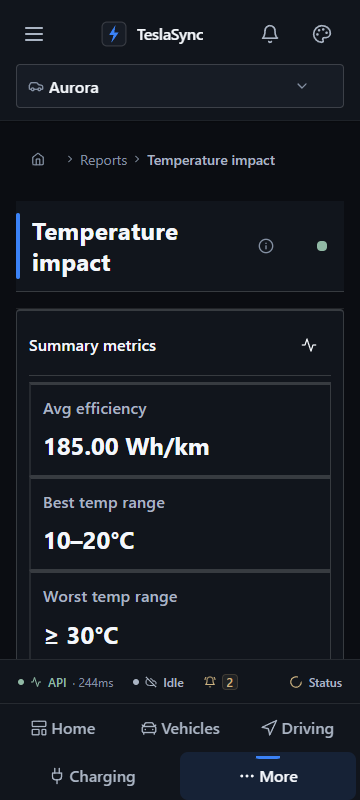 TeslaSync
Aurora
Reports
Temperature impact
Temperature
impact
Summary metrics
Avg efficiency
185.00 Wh/km
Best temp range
10–20°C
Worst temp range
≥ 30°C
API · 244ms
Idle
2
Status
Home
Vehicles
Driving
Charging
More